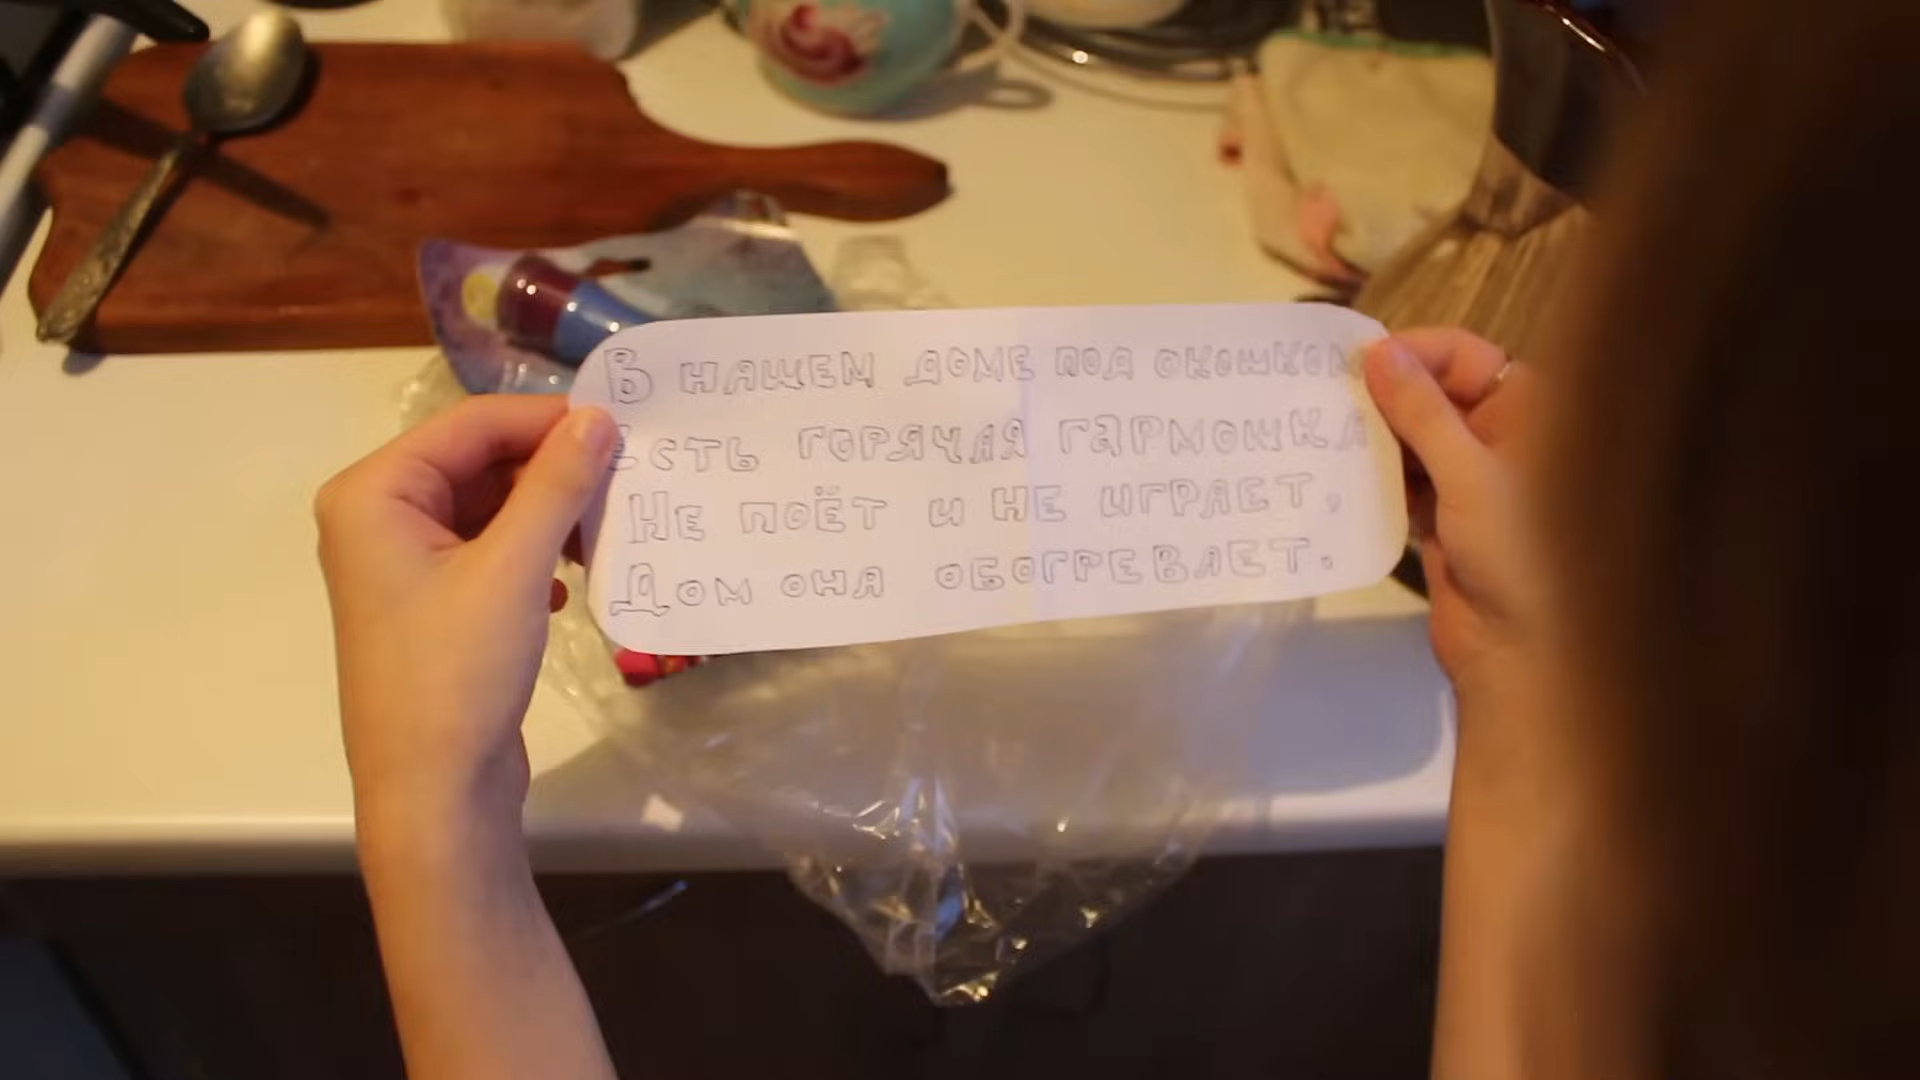 В нашем доме под окошком
Есть горячая гармошка
Не поёт и не играет,
Дом она обогревает.